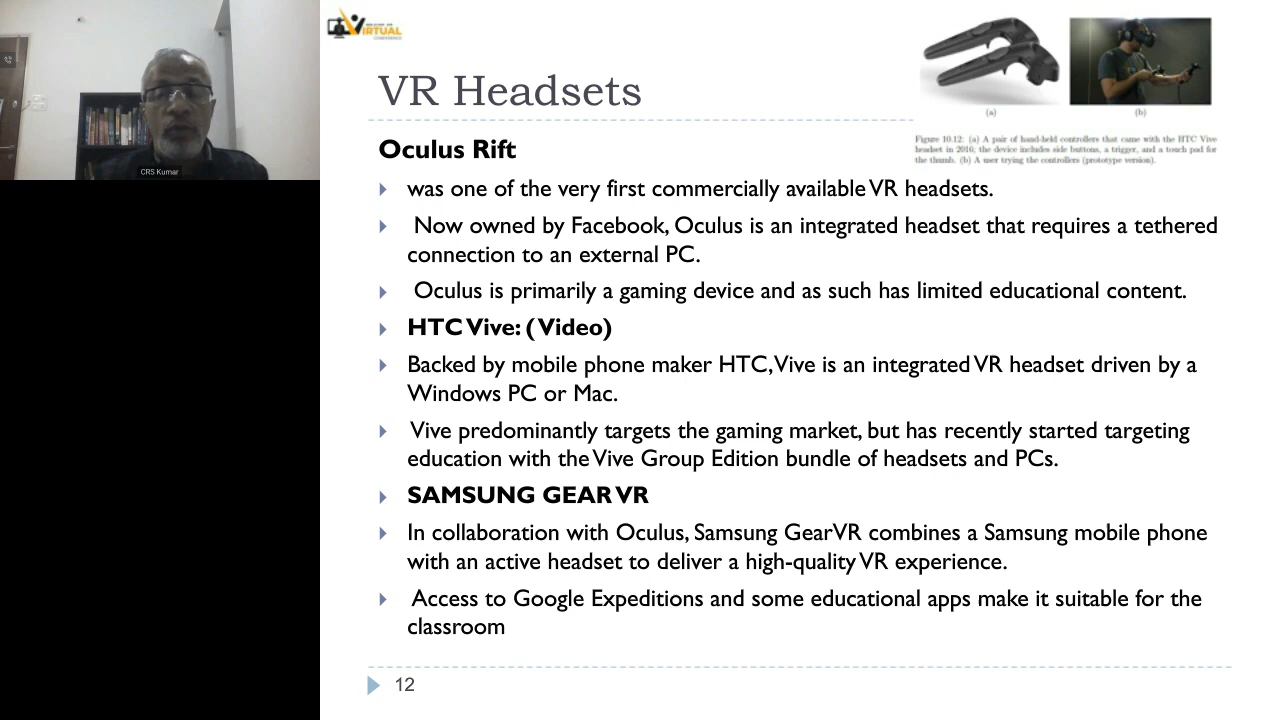 VIRTUAL
CONFERENCE
VR Headsets
(a)
(b)
Figure 10.12: (a) A pair of hand-held controllers that came with the HTC Vive
headset in 2016; the device includes side buttons, a trigger, and a touch pad for
the thumb. (b) A user trying the controllers (prototype version).
CRS Kumar
Oculus Rift
was one of the very first commercially available VR headsets.
Now owned by Facebook, Oculus is an integrated headset that requires a tethered
connection to an external PC.
Oculus is primarily a gaming device and as such has limited educational content.
HTC Vive: ( Video)
Backed by mobile phone maker HTC, Vive is an integrated VR headset driven by a
Windows PC or Mac.
Vive predominantly targets the gaming market, but has recently started targeting
education with the Vive Group Edition bundle of headsets and PCs.
SAMSUNG GEAR VR
In collaboration with Oculus, Samsung GearVR combines a Samsung mobile phone
with an active headset to deliver a high-quality VR experience.
Access to Google Expeditions and some educational apps make it suitable for the
classroom
12